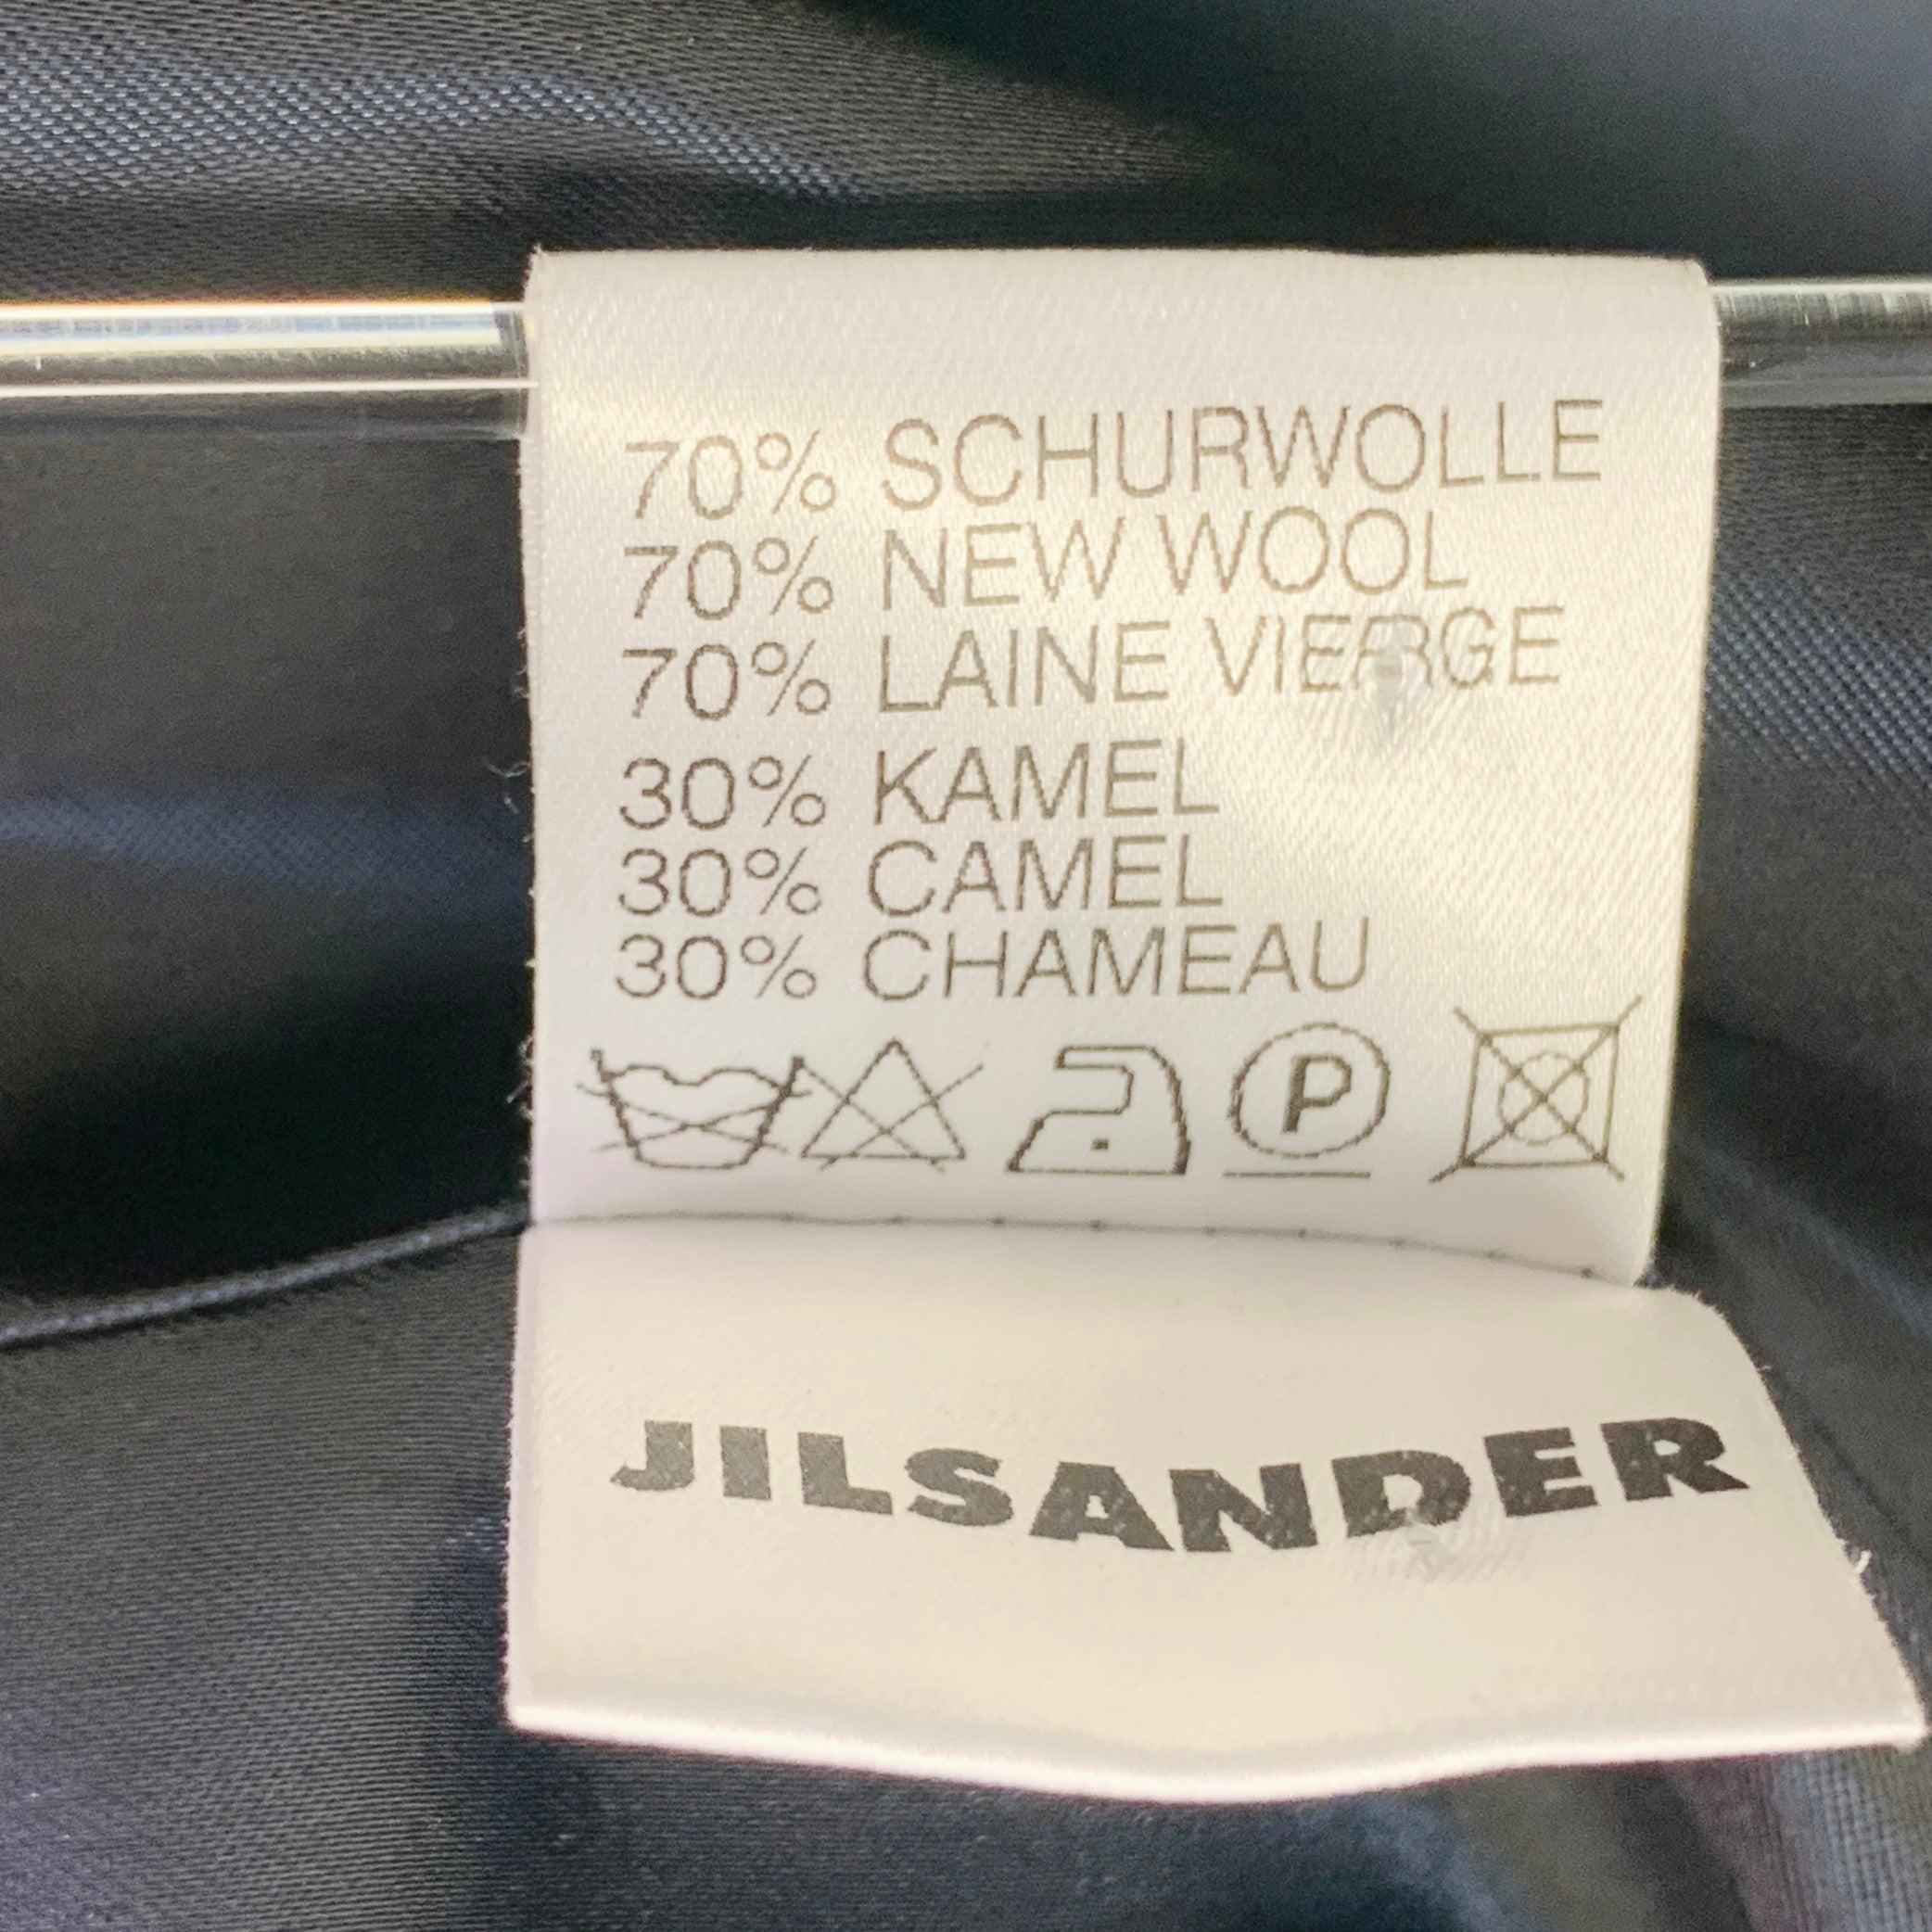 70% SCHURWOLLE
70% NEW WOOL
70% LAINE VIERGE
30% KAMEL
30% CAMEL
30% CHAMEAU
P
JILSANDER